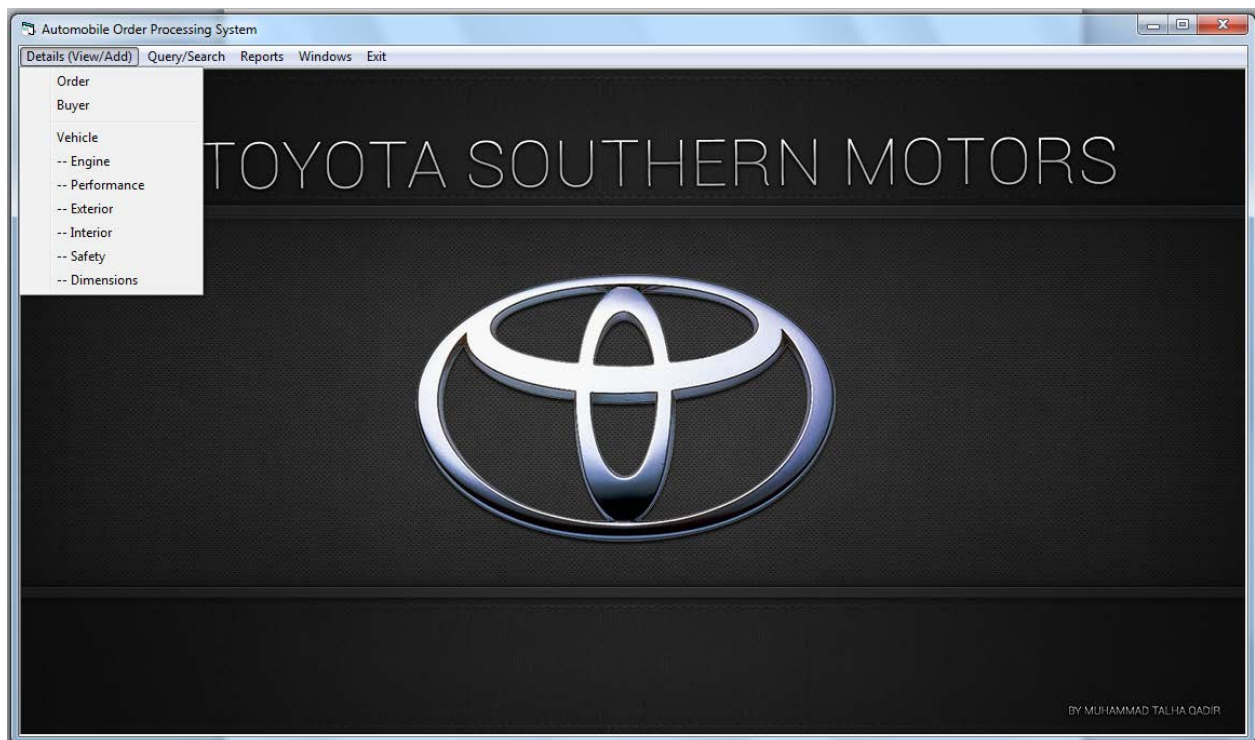 Automobile Order Processing System
Details (View/Add) Query/Search Reports Windows Exit
Order
Buyer
Vehicle
-- Engine
-- Performance
-- Exterior
-- Interior
-- Safety
-- Dimensions
TOYOTA SOUTHERN MOTORS
BY MUHAMMAD TALHA QADIR